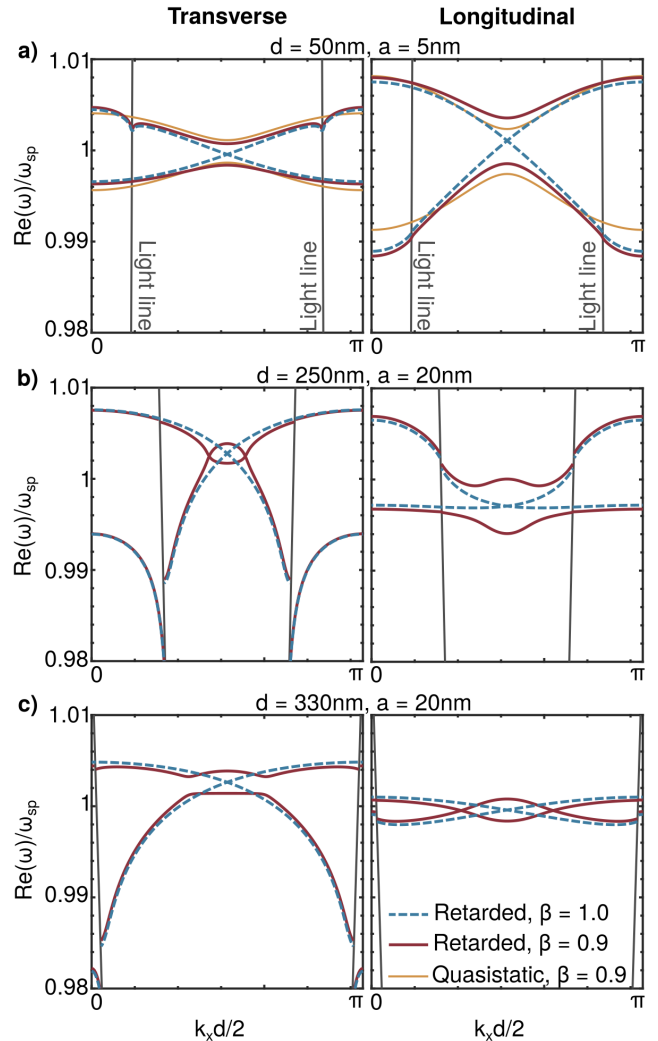 Transverse Longitudinal
a) d = 50nm, a = 5nm
1.01
1
0.99
0.98
Re(ω)/ω_sp
Light line
Light line
Light line
Light line
0 π 0 π
b) d = 250nm, a = 20nm
1.01
1
0.99
0.98
Re(ω)/ω_sp
0 π 0 π
c) d = 330nm, a = 20nm
1.01
1
0.99
0.98
Re(ω)/ω_sp
Retarded, β = 1.0
Retarded, β = 0.9
Quasistatic, β = 0.9
0 π 0 π
k_xd/2 k_xd/2